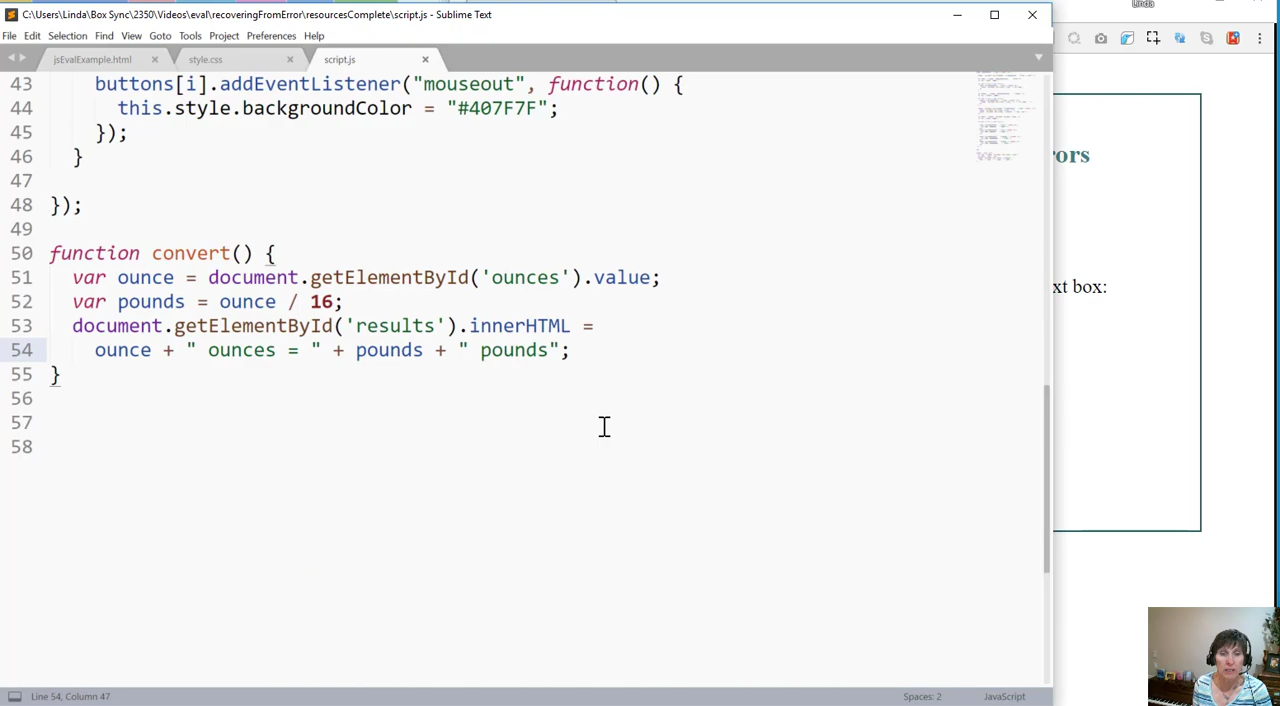 Linda
C:\Users\Linda\Box Sync\2350\Videos\eval\recoveringFromError\resourcesComplete\script.js - Sublime Text
File Edit Selection Find View Goto Tools Project Preferences Help
jsEvalExample.html style.css script.js
43 buttons[i].addEventListener("mouseout", function() {
44 this.style.backgroundColor = "#407F7F";
45 });
46 }
47
48 });
49
50 function convert() {
51 var ounce = document.getElementById('ounces').value;
52 var pounds = ounce / 16;
53 document.getElementById('results').innerHTML =
54 ounce + " ounces = " + pounds + " pounds";
55 }
56
57
58
rors
xt box:
Line 54, Column 47 Spaces: 2 JavaScript